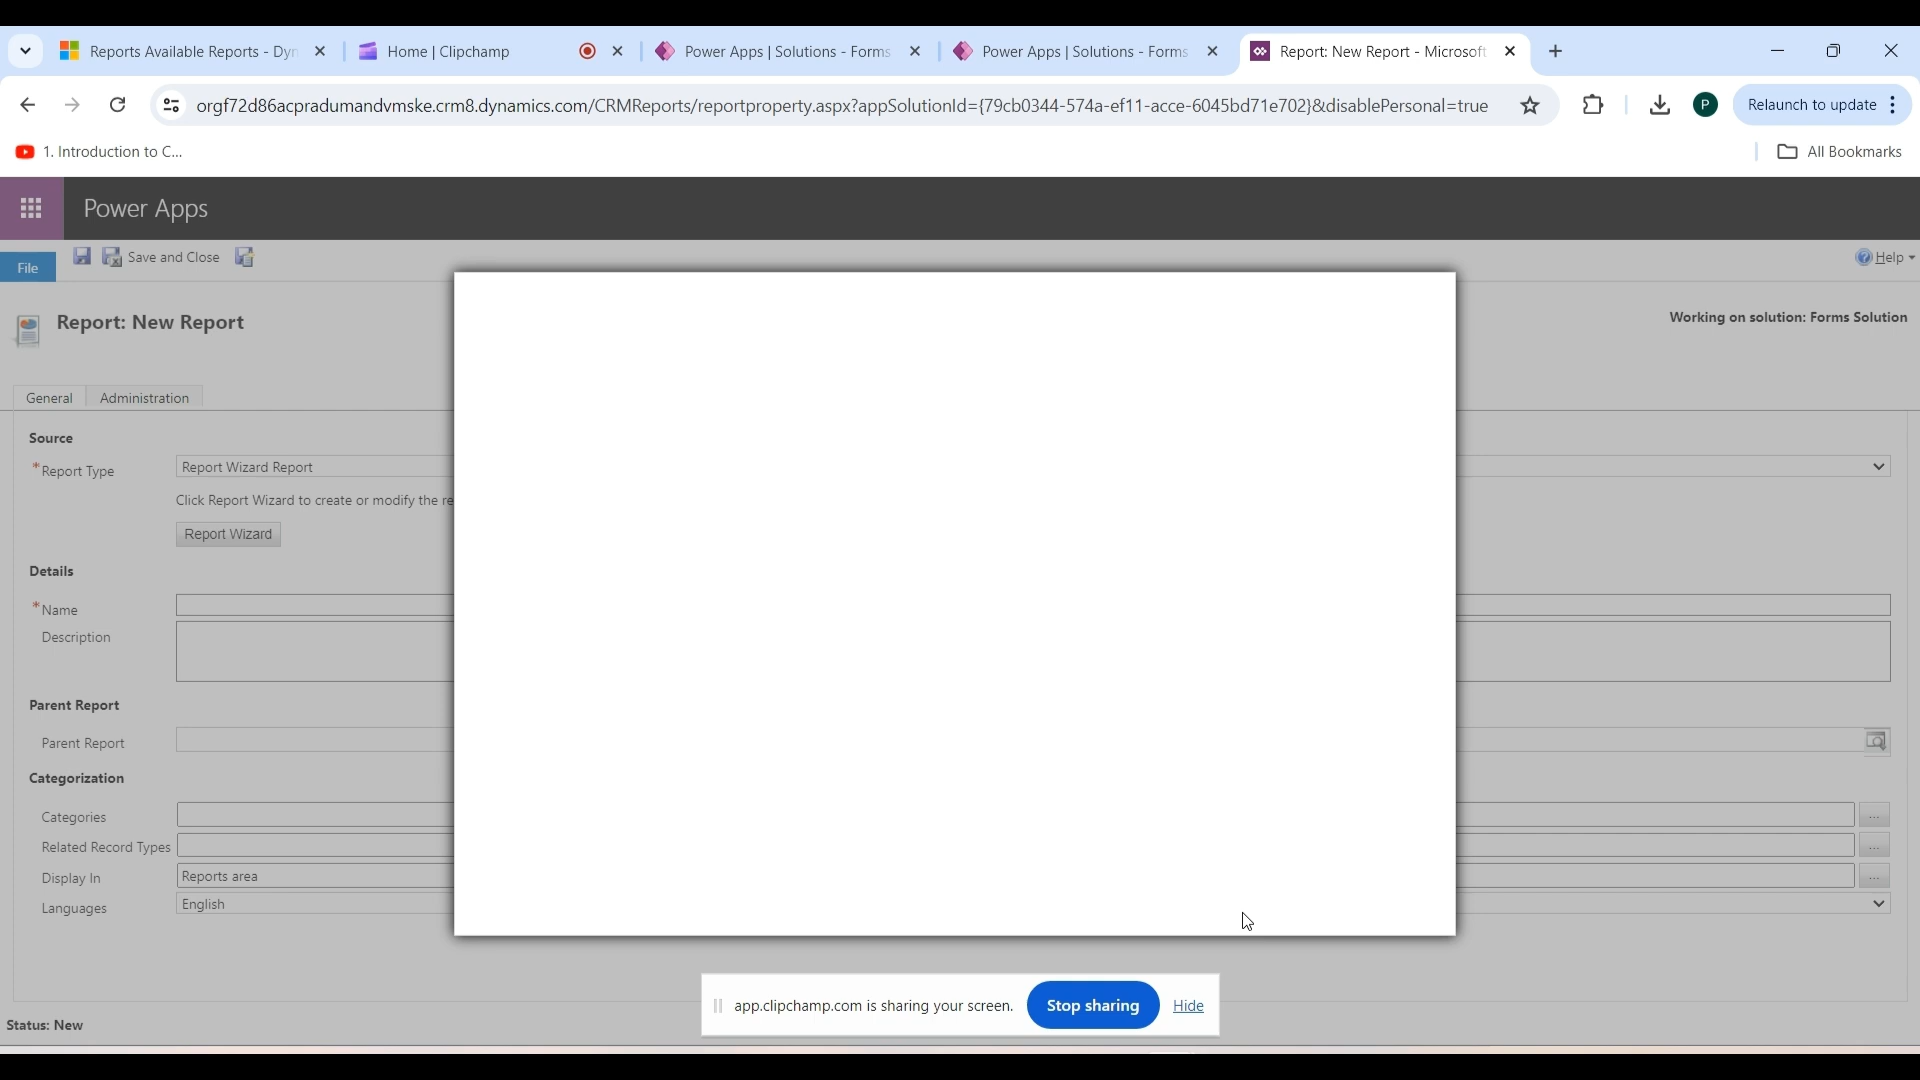 Reports Available Reports - Dyn
Home | Clipchamp
Power Apps | Solutions - Forms
Power Apps | Solutions - Forms
Report: New Report - Microsoft
orgf72d86acpradumandvmske.crm8.dynamics.com/CRMReports/reportproperty.aspx?appSolutionId={79cb0344-574a-ef11-acce-6045bd71e702}&disablePersonal=true
P
Relaunch to update
1. Introduction to C...
All Bookmarks
Power Apps
File
Save and Close
Help
Report: New Report
Working on solution: Forms Solution
General
Administration
Source
*Report Type
Report Wizard Report
Click Report Wizard to create or modify the re
Report Wizard
Details
*Name
Description
Parent Report
Parent Report
Categorization
Categories
...
Related Record Types
...
Display In
Reports area
...
Languages
English
app.clipchamp.com is sharing your screen.
Stop sharing
Hide
Status: New